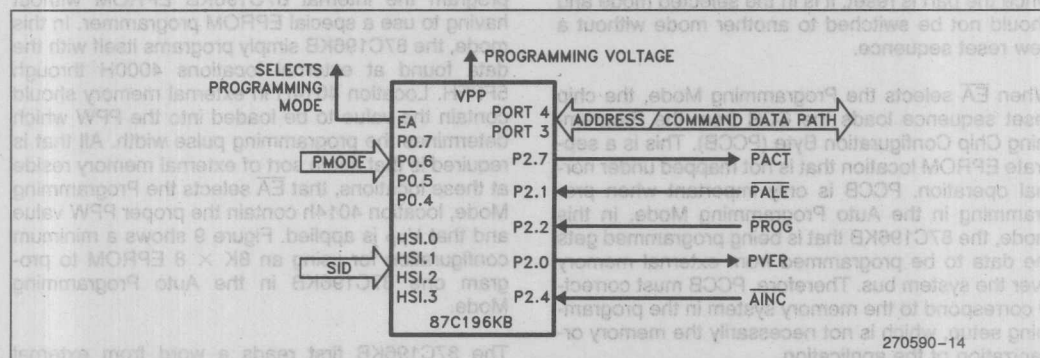 PROGRAMMING VOLTAGE
SELECTS
PROGRAMMING
MODE
VPP
EA
P0.7
P0.6
P0.5
P0.4
PMODE
HSI.0
HSI.1
HSI.2
HSI.3
SID
PORT 4
PORT 3
ADDRESS/COMMAND DATA PATH
P2.7
PACT
P2.1
PALE
P2.2
PROG
P2.0
PVER
P2.4
AINC
87C196KB
270590-14